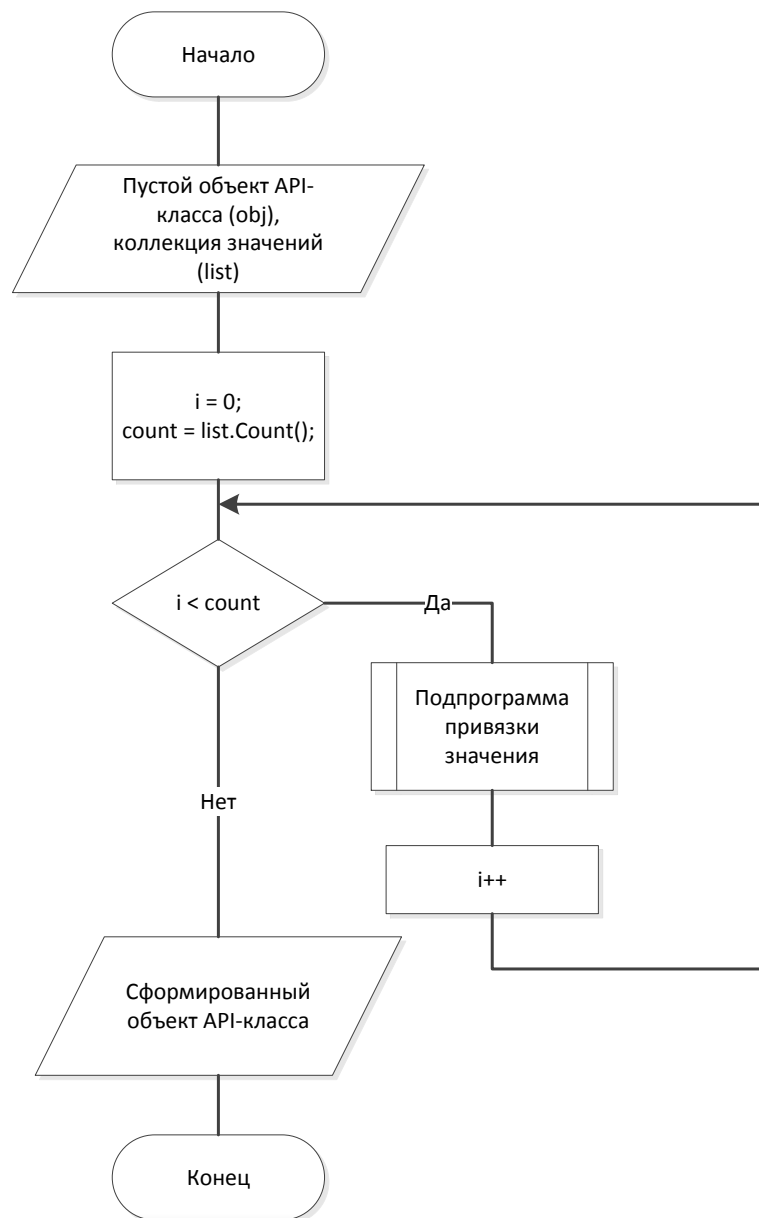 Начало
Пустой объект API-
класса (obj),
коллекция значений
(list)
i = 0;
count = list.Count();
i < count
Да
Подпрограмма
привязки
значения
Нет
i++
Сформированный
объект API-класса
Конец